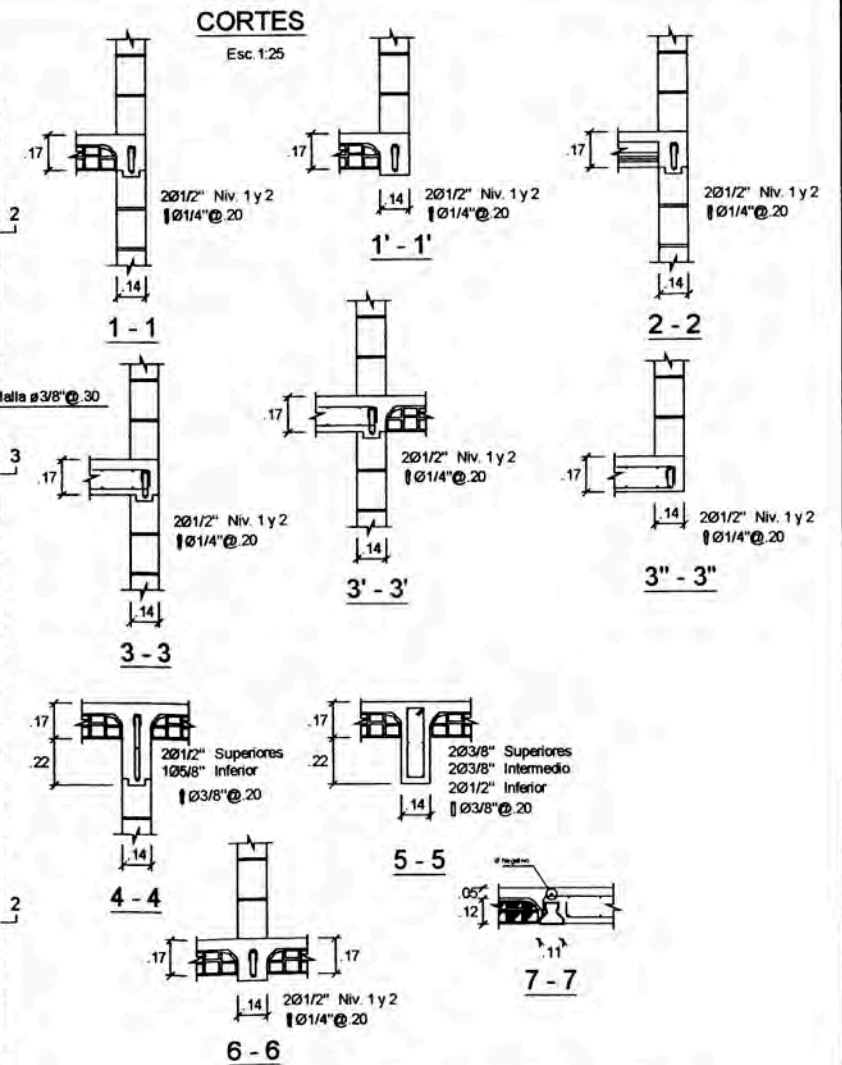 CORTES
Esc. 1:25
.17
2Ø1/2" Niv. 1 y 2
Ø1/4"@.20
.14
1 - 1
.17
.14
2Ø1/2" Niv. 1 y 2
Ø1/4"@.20
1' - 1'
.17
2Ø1/2" Niv. 1 y 2
Ø1/4"@.20
.14
2 - 2
2
ø3/8"@.30
3
.17
2Ø1/2" Niv. 1 y 2
Ø1/4"@.20
.14
3 - 3
.17
2Ø1/2" Niv. 1 y 2
Ø1/4"@.20
.14
3' - 3'
.17
.14
2Ø1/2" Niv. 1 y 2
Ø1/4"@.20
3" - 3"
.17
.22
2Ø1/2" Superiores
1Ø5/8" Inferior
Ø3/8"@.20
.14
4 - 4
.17
.22
2Ø3/8" Superiores
2Ø3/8" Intermedio
2Ø1/2" Inferior
Ø3/8"@.20
.14
5 - 5
2
.17
.17
.14
2Ø1/2" Niv. 1 y 2
Ø1/4"@.20
6 - 6
.05
.12
.11
7 - 7